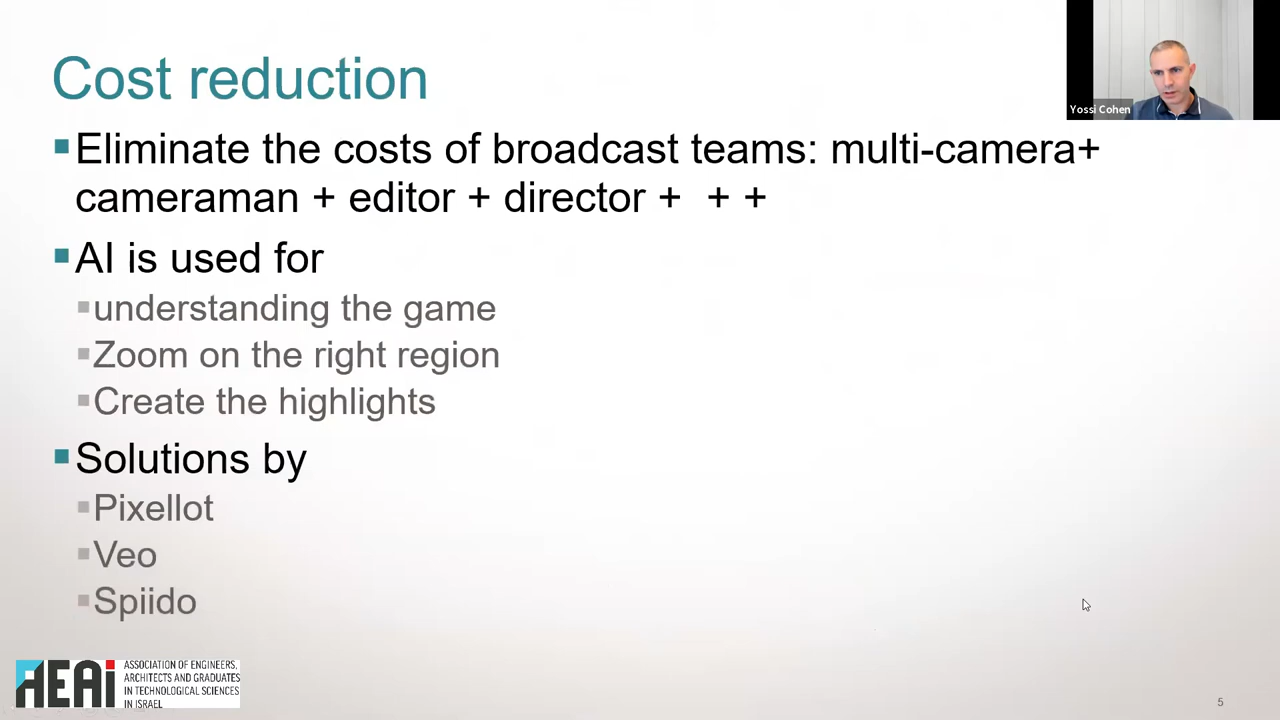 Cost reduction
Yossi Cohen
Eliminate the costs of broadcast teams: multi-camera+
cameraman + editor + director + + +
AI is used for
understanding the game
Zoom on the right region
Create the highlights
Solutions by
Pixellot
Veo
Spiido
AEAi
ASSOCIATION OF ENGINEERS,
ARCHITECTS AND GRADUATES
IN TECHNOLOGICAL SCIENCES
IN ISRAEL
5